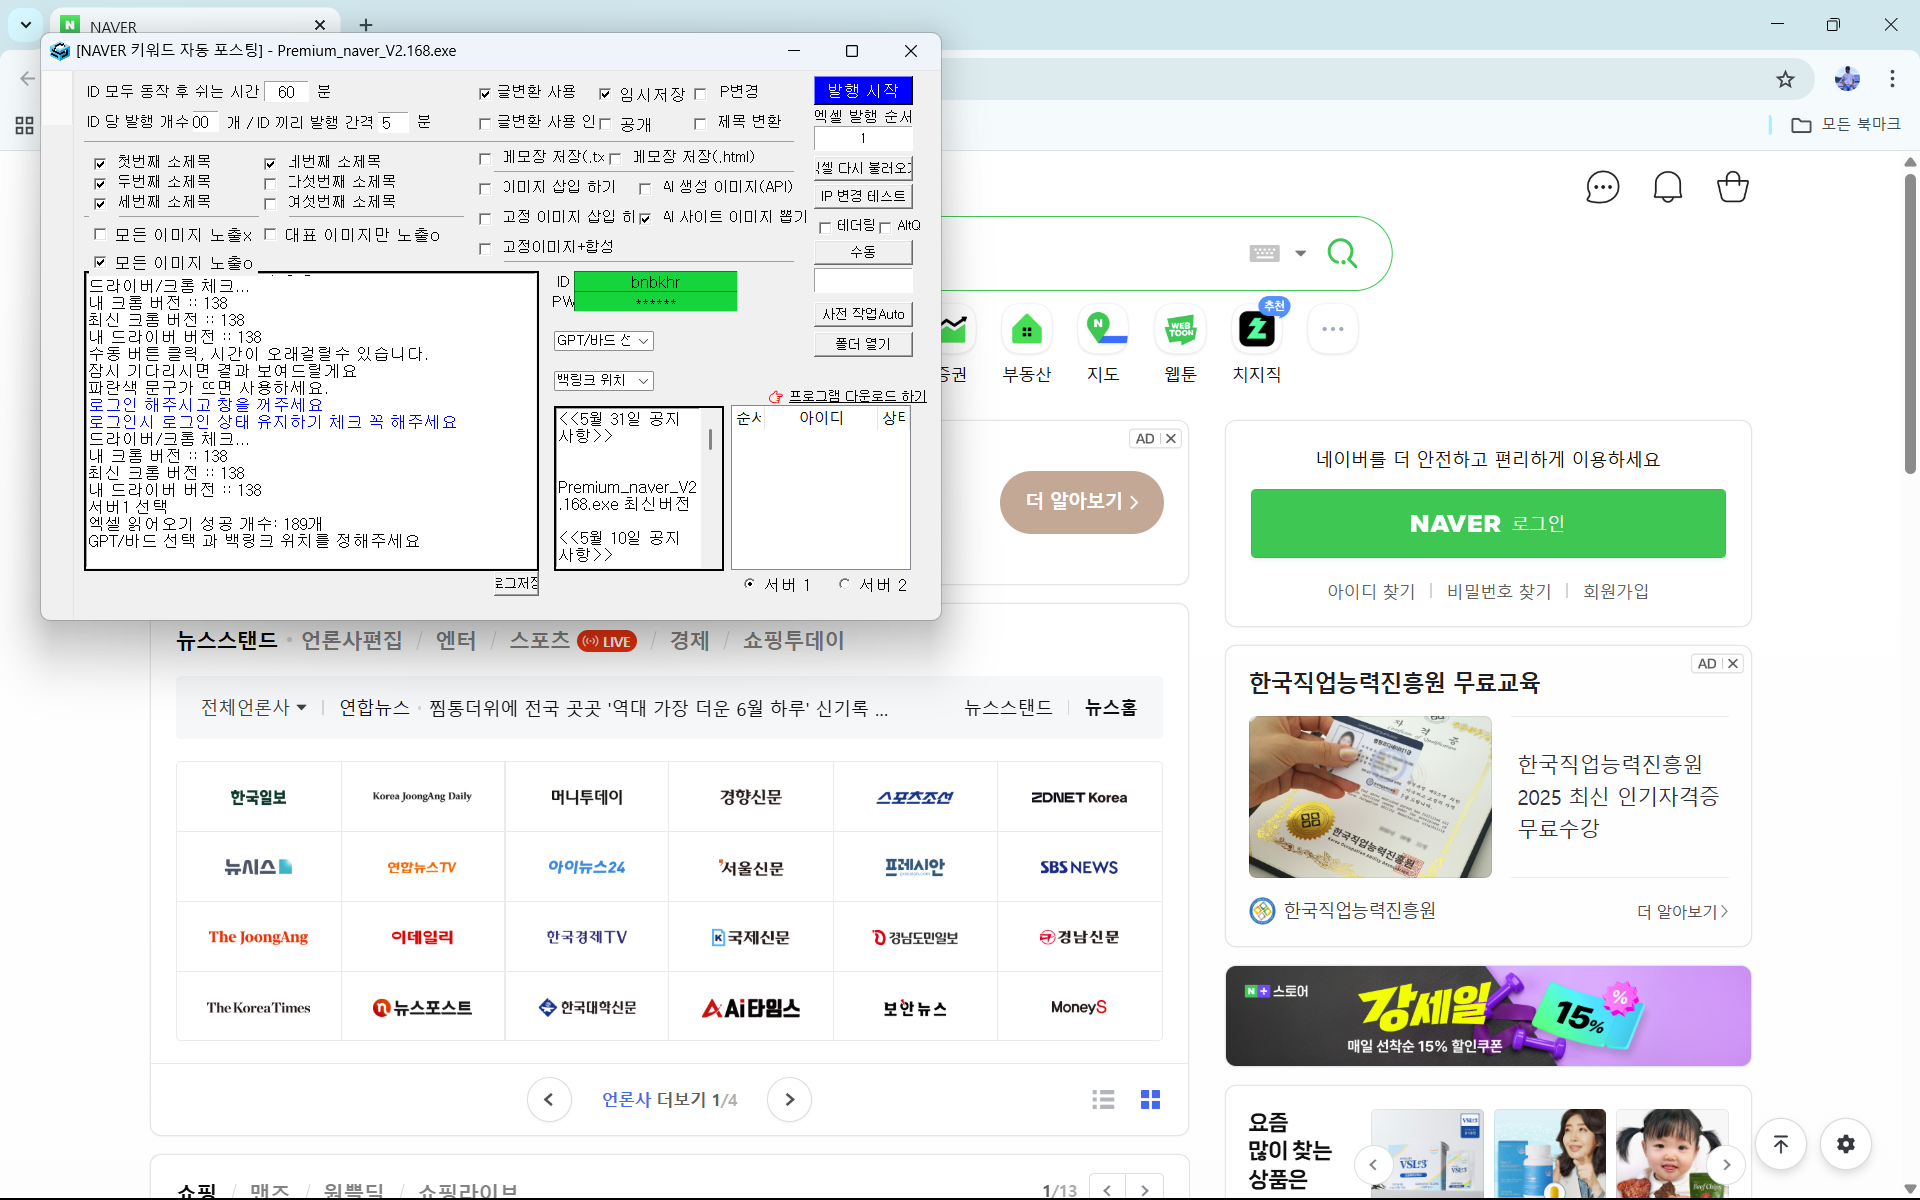 NAVER
[NAVER 키워드 자동 포스팅] - Premium_naver_V2.168.exe
ID 모두 동작 후 쉬는 시간 60 분
ID 당 발행 개수 00 개 / ID 끼리 발행 간격 5 분
글변환 사용
임시저장
P변경
글변환 사용 인
공개
제목 변환
발행 시작
엑셀 발행 순서
1
첫번째 소제목
네번째 소제목
두번째 소제목
다섯번째 소제목
세번째 소제목
여섯번째 소제목
메모장 저장(.tx
메모장 저장(.html)
이미지 삽입 하기
AI 생성 이미지(API)
고정 이미지 삽입 히
AI 사이트 이미지 뽑기
고정이미지+합성
모든 이미지 노출x
대표 이미지만 노출o
모든 이미지 노출o
셀 다시 불러오기
IP 변경 테스트
테더링
AltQ
수동
사전 작업Auto
폴더 열기
드라이버/크롬 체크...
내 크롬 버전 :: 138
최신 크롬 버전 :: 138
내 드라이버 버전 :: 138
수동 버튼 클릭, 시간이 오래걸릴수 있습니다.
잠시 기다리시면 결과 보여드릴게요
파란색 문구가 뜨면 사용하세요.
로그인 해주시고 창을 꺼주세요
로그인시 로그인 상태 유지하기 체크 꼭 해주세요
드라이버/크롬 체크...
내 크롬 버전 :: 138
최신 크롬 버전 :: 138
내 드라이버 버전 :: 138
서버1 선택
엑셀 읽어오기 성공 개수: 189개
GPT/바드 선택 과 백링크 위치를 정해주세요
로그저장
ID bnbkhr
PW ******
GPT/바드 선
백링크 위치
프로그램 다운로드 하기
<<5월 31일 공지
사항>>
Premium_naver_V2
.168.exe 최신버전
<<5월 10일 공지
사항>>
순서 아이디 상태
서버 1 서버 2
모든 북마크
증권
부동산
지도
WEB
TOON
웹툰
추천
치지직
AD
더 알아보기
네이버를 더 안전하고 편리하게 이용하세요
NAVER 로그인
아이디 찾기
비밀번호 찾기
회원가입
뉴스스탠드 · 언론사편집 / 엔터 / 스포츠 LIVE / 경제 / 쇼핑투데이
전체언론사
연합뉴스 · 찜통더위에 전국 곳곳 '역대 가장 더운 6월 하루' 신기록 ...
뉴스스탠드
뉴스홈
한국일보
Korea JoongAng Daily
머니투데이
경향신문
스포츠조선
ZDNET Korea
뉴시스
연합뉴스TV
아이뉴스24
서울신문
프레시안
SBS NEWS
The JoongAng
이데일리
한국경제TV
국제신문
경남도민일보
경남신문
The Korea Times
뉴스포스트
한국대학신문
Ai타임스
보안뉴스
MoneyS
언론사 더보기 1/4
AD
한국직업능력진흥원 무료교육
한국직업능력진흥원
2025 최신 인기자격증
무료수강
한국직업능력진흥원
더 알아보기
N+ 스토어
강세일
매일 선착순 15% 할인쿠폰
15%
%
요즘
많이 찾는
상품은
VSL#3
쇼핑 / 맨즈 / 원쁠딜 / 쇼핑라이브
1/13